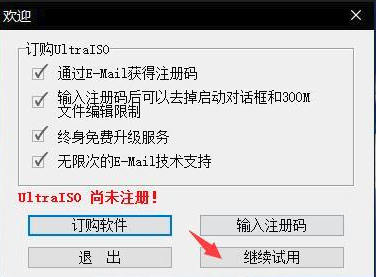 欢迎
订购UltraISO
通过E-Mail获得注册码
输入注册码后可以去掉启动对话框和300M
文件编辑限制
终身免费升级服务
无限次的E-Mail技术支持
UltraISO 尚未注册!
订购软件
输入注册码
退 出
继续试用